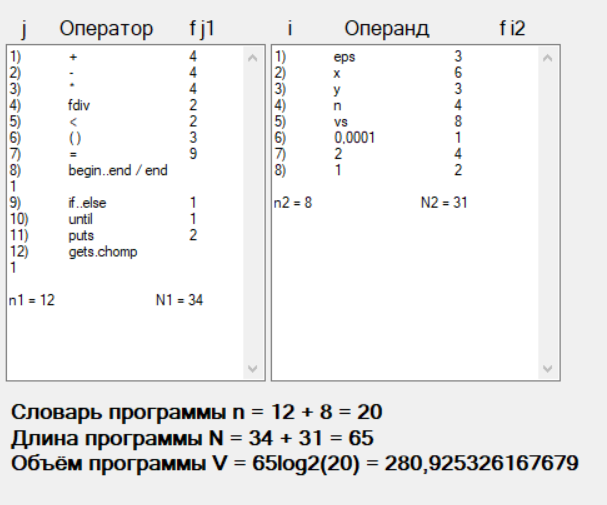 j Оператор f j1
1) + 4
2) - 4
3) * 4
4) fdiv 2
5) < 2
6) ( ) 3
7) = 9
8) begin..end / end
1
9) if..else 1
10) until 1
11) puts 2
12) gets.chomp
1
n1 = 12 N1 = 34
i Операнд f i2
1) eps 3
2) x 6
3) y 3
4) n 4
5) vs 8
6) 0,0001 1
7) 2 4
8) 1 2
n2 = 8 N2 = 31
Словарь программы n = 12 + 8 = 20
Длина программы N = 34 + 31 = 65
Объём программы V = 65log2(20) = 280,925326167679